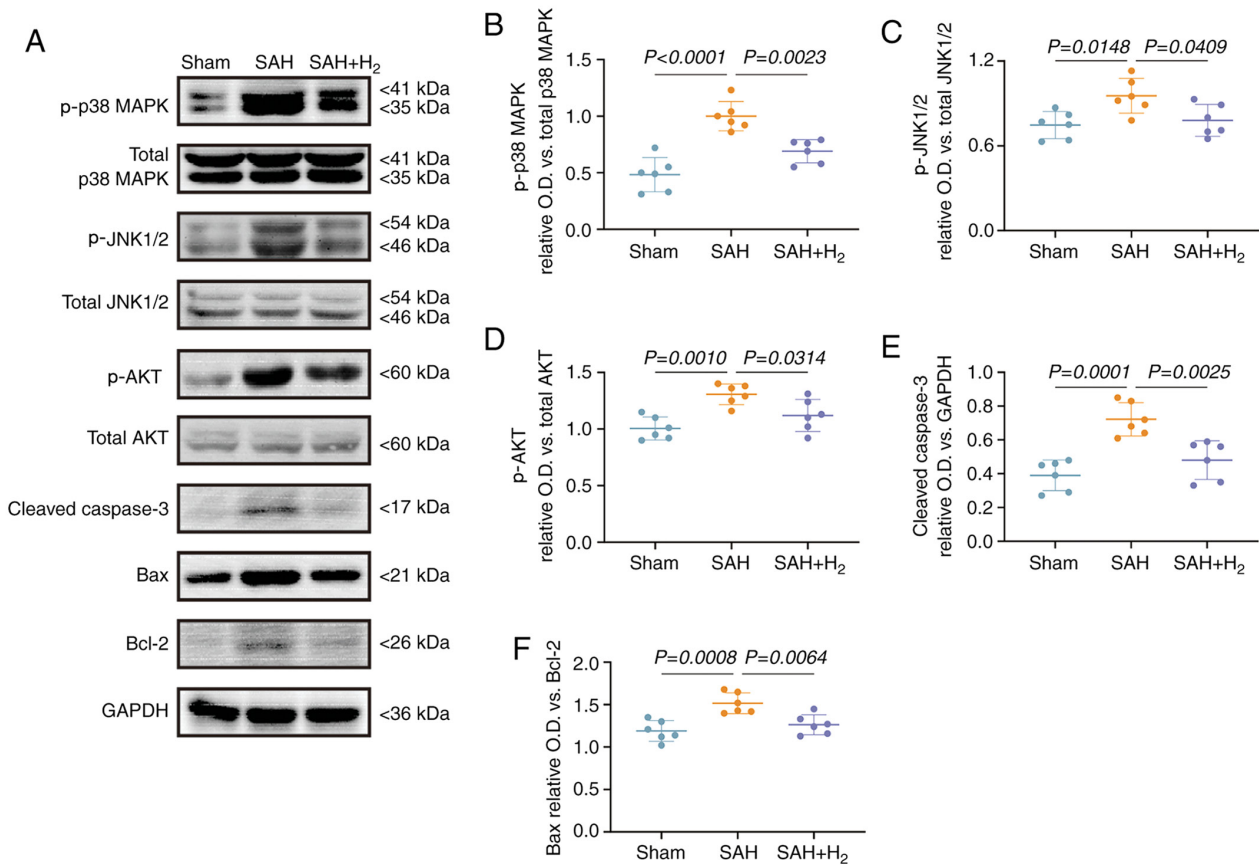 A
Sham SAH SAH+H2
p-p38 MAPK <41 kDa
<35 kDa
Total <41 kDa
p38 MAPK <35 kDa
p-JNK1/2 <54 kDa
<46 kDa
Total JNK1/2 <54 kDa
<46 kDa
p-AKT <60 kDa
Total AKT <60 kDa
Cleaved caspase-3 <17 kDa
Bax <21 kDa
Bcl-2 <26 kDa
GAPDH <36 kDa
B
p-p38 MAPK
relative O.D. vs. total p38 MAPK
P<0.0001 P=0.0023
1.5
1.0
0.5
0.0
Sham SAH SAH+H2
C
p-JNK1/2
relative O.D. vs. total JNK1/2
P=0.0148 P=0.0409
1.2
0.6
0.0
Sham SAH SAH+H2
D
p-AKT
relative O.D. vs. total AKT
P=0.0010 P=0.0314
1.5
1.0
0.5
0.0
Sham SAH SAH+H2
E
Cleaved caspase-3
relative O.D. vs. GAPDH
P=0.0001 P=0.0025
1.0
0.8
0.6
0.4
0.2
0.0
Sham SAH SAH+H2
F
Bax relative O.D. vs. Bcl-2
P=0.0008 P=0.0064
2.0
1.5
1.0
0.5
0.0
Sham SAH SAH+H2